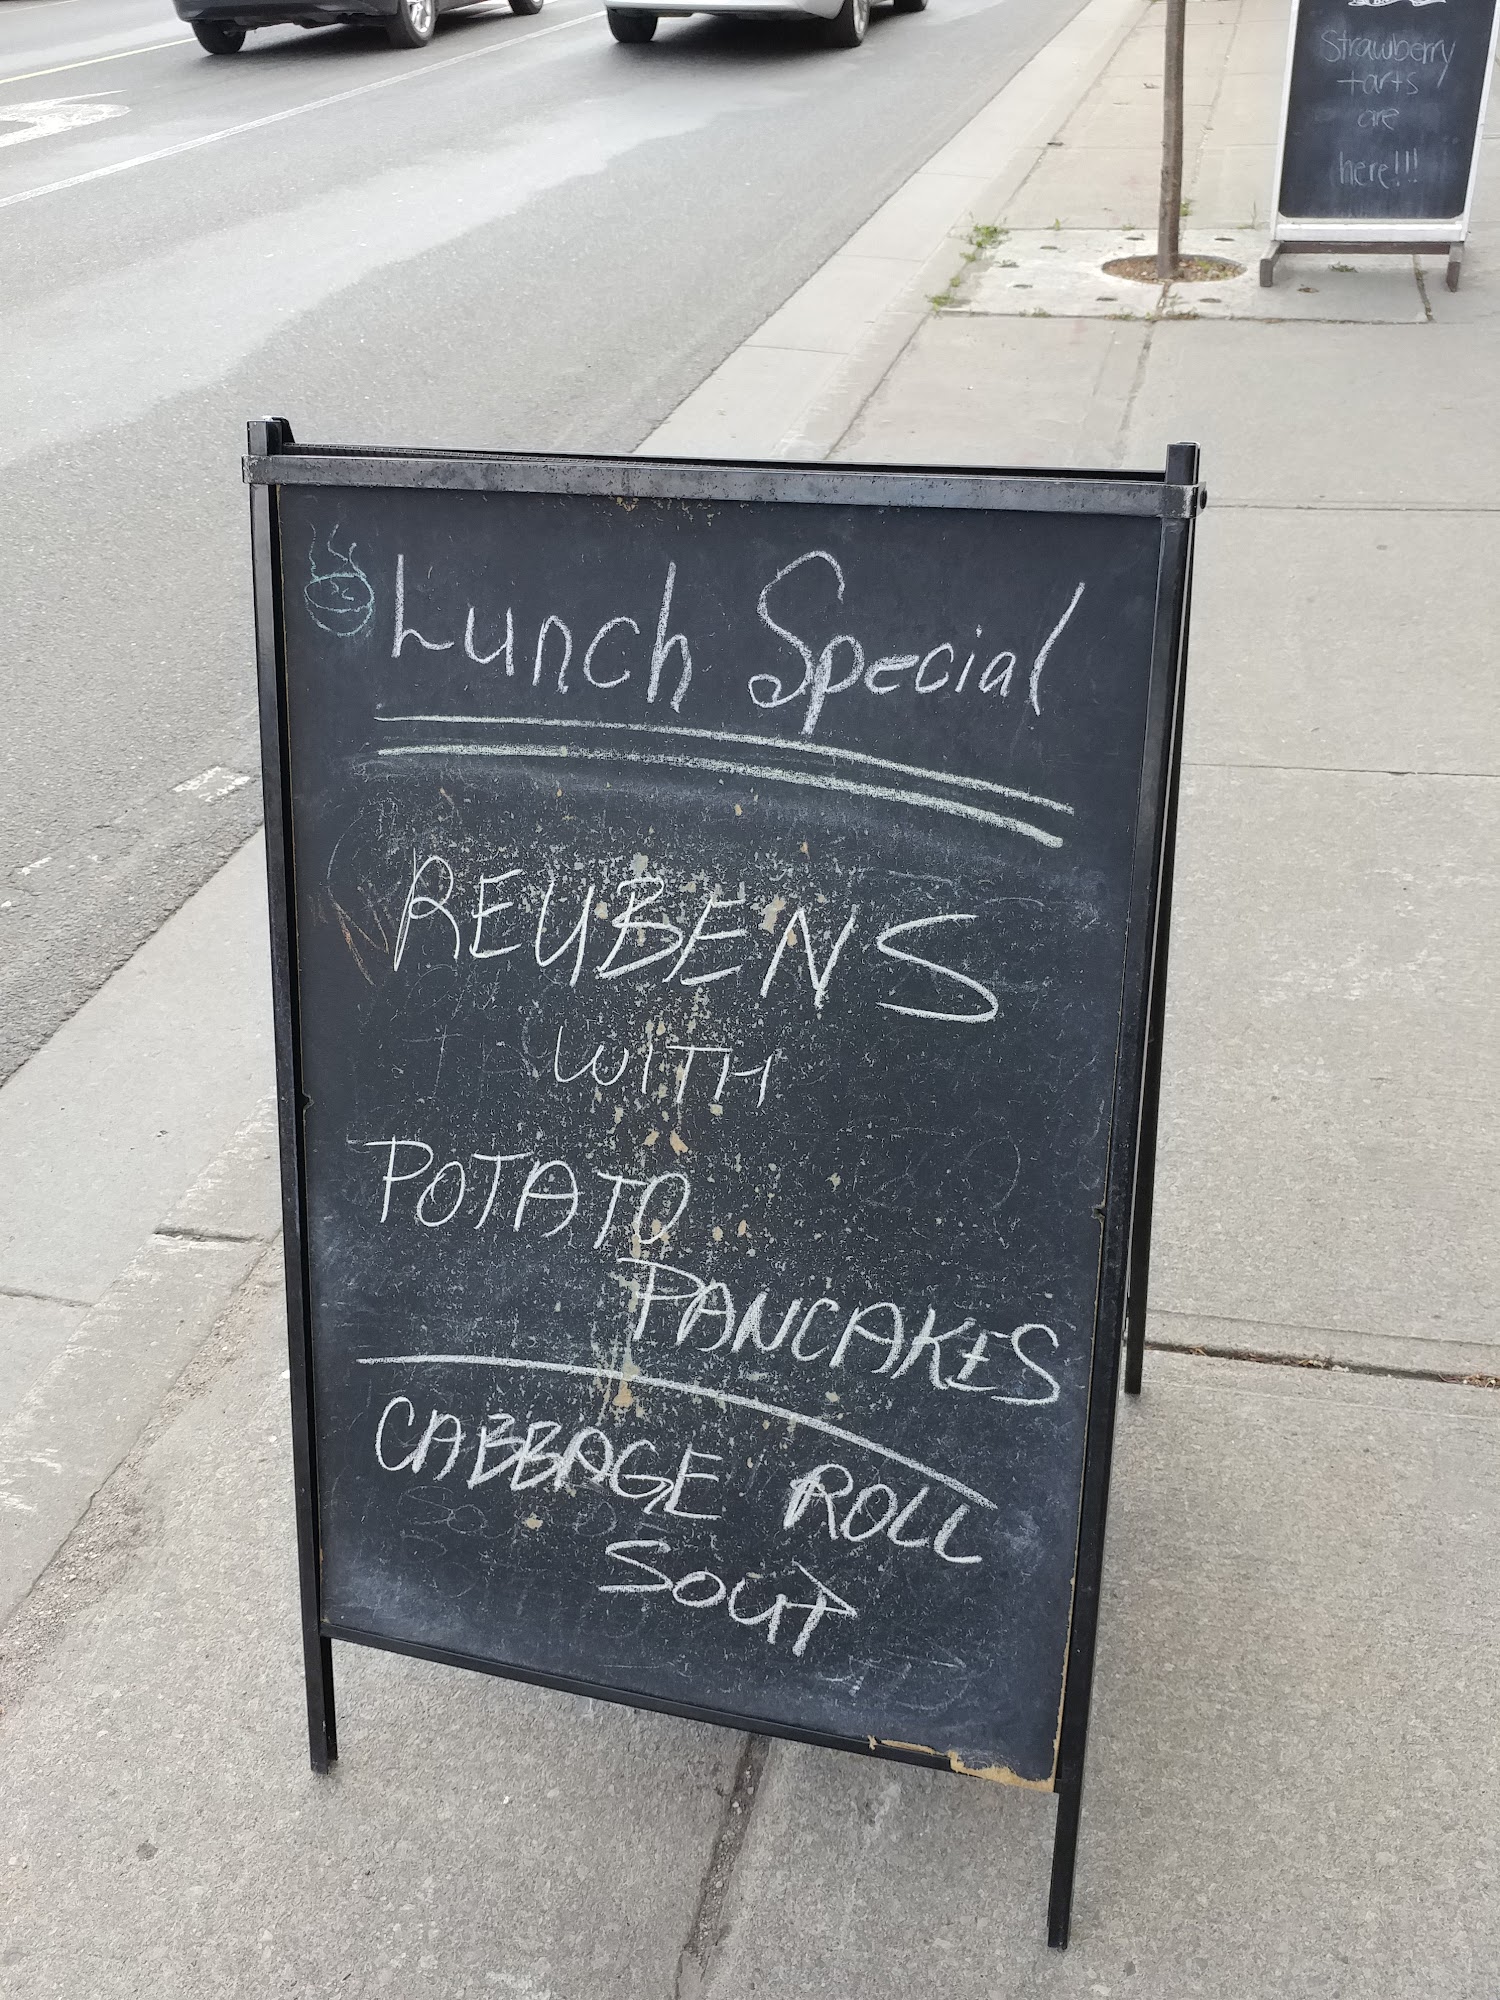 Lunch Special
REUBENS
WITH
POTATO
PANCAKES
CABBAGE ROLL
SOUP
Strawberry
tarts
are
here!!!